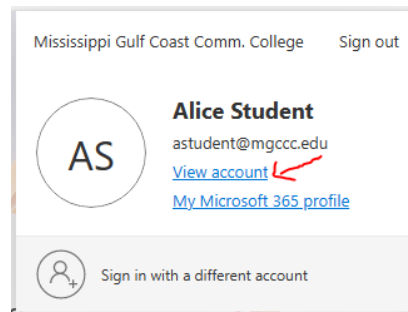 Mississippi Gulf Coast Comm. College Sign out
Alice Student
AS
astudent@mgccc.edu
View account
My Microsoft 365 profile
Sign in with a different account